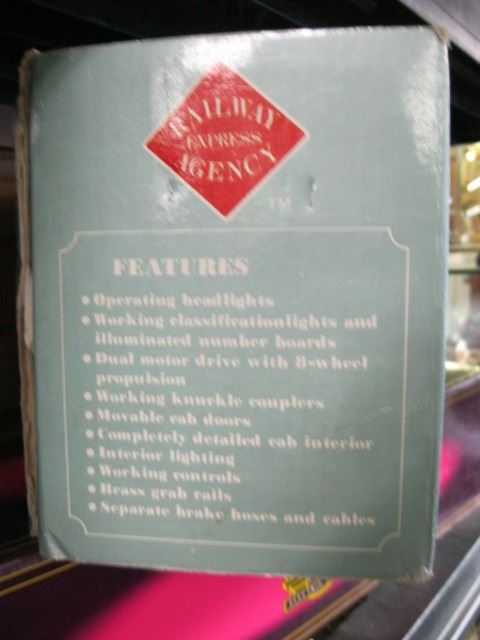 RAILWAY
EXPRESS
AGENCY
TM
FEATURES
• Operating headlights
• Working classificationlights and
illuminated number boards
• Dual motor drive with 8-wheel
propulsion
• Working knuckle couplers
• Movable cab doors
• Completely detailed cab interior
• Interior lighting
• Working controls
• Brass grab rails
• Separate brake hoses and cables